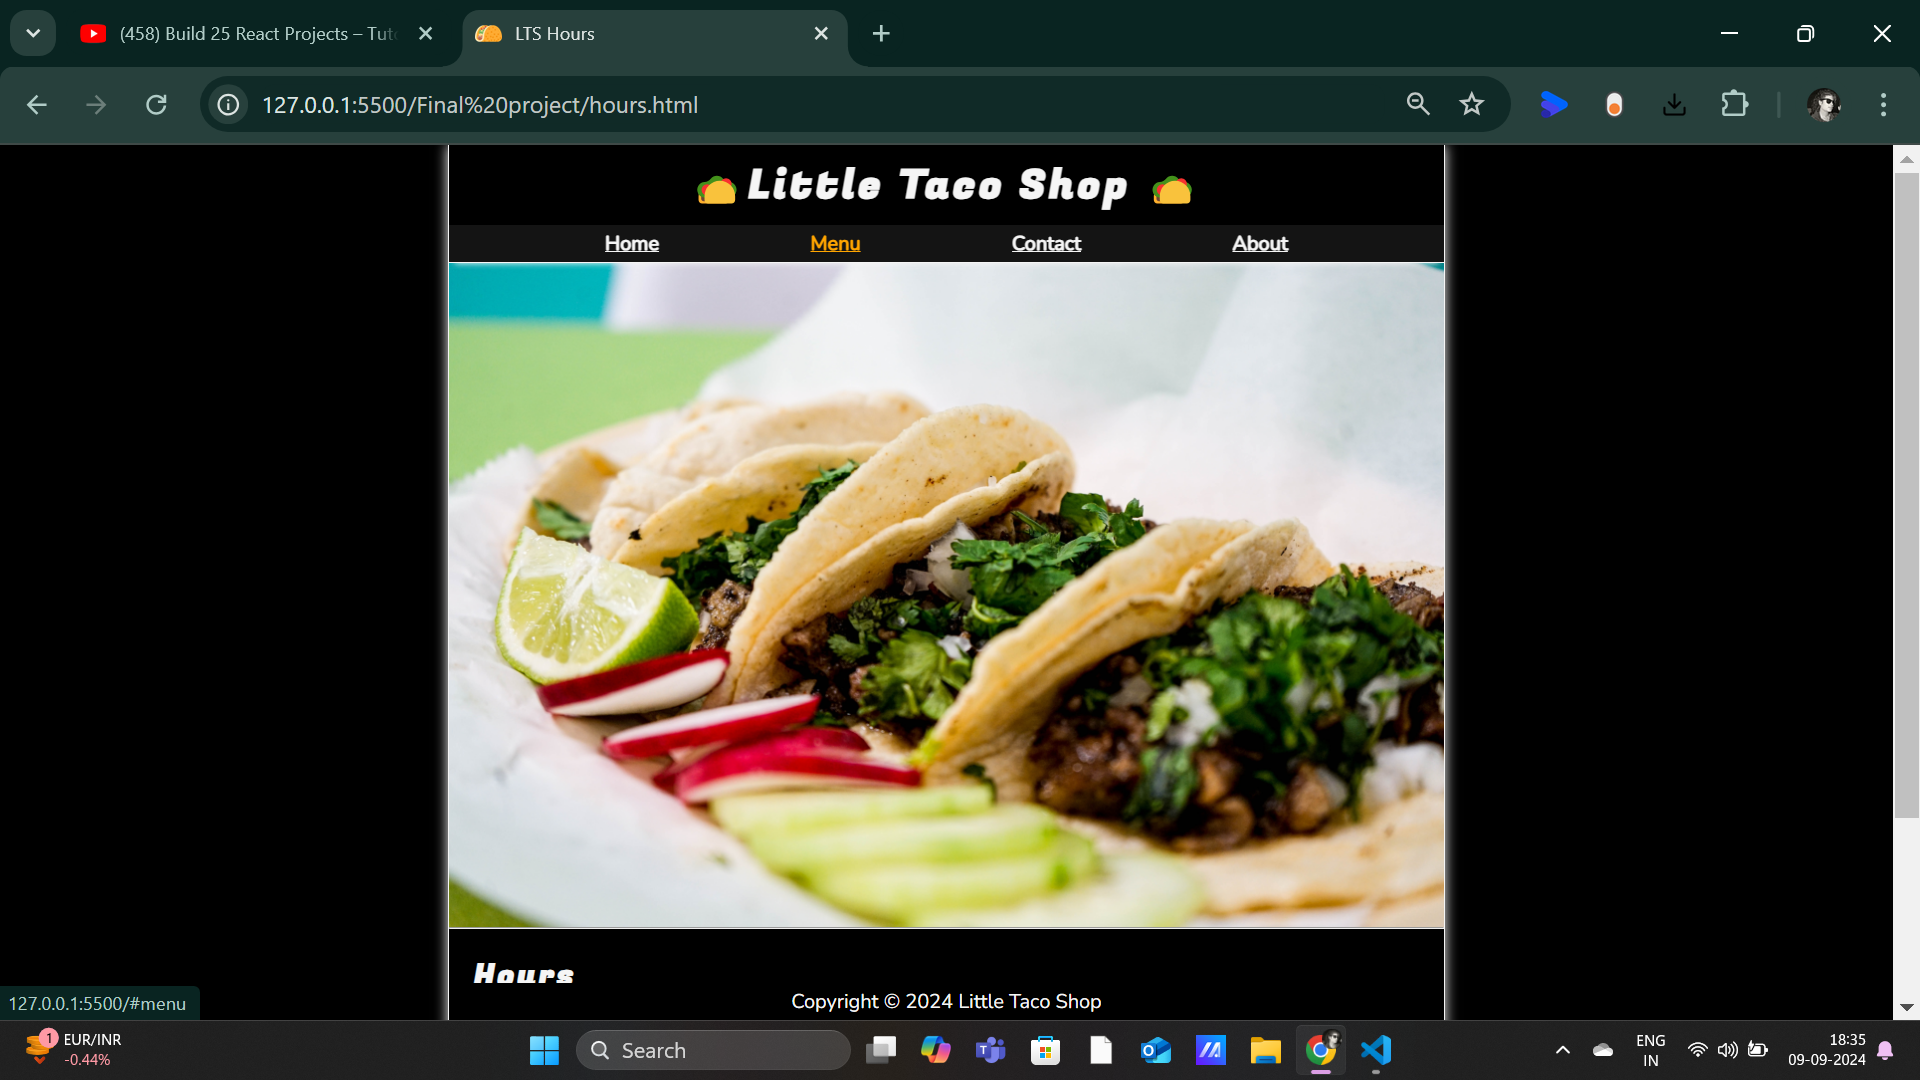 (458) Build 25 React Projects – Tut
LTS Hours
127.0.0.1:5500/Final%20project/hours.html
Little Taco Shop
Home Menu Contact About
Hours
Copyright © 2024 Little Taco Shop
127.0.0.1:5500/#menu
1
EUR/INR
-0.44%
Search
ENG
IN
18:35
09-09-2024